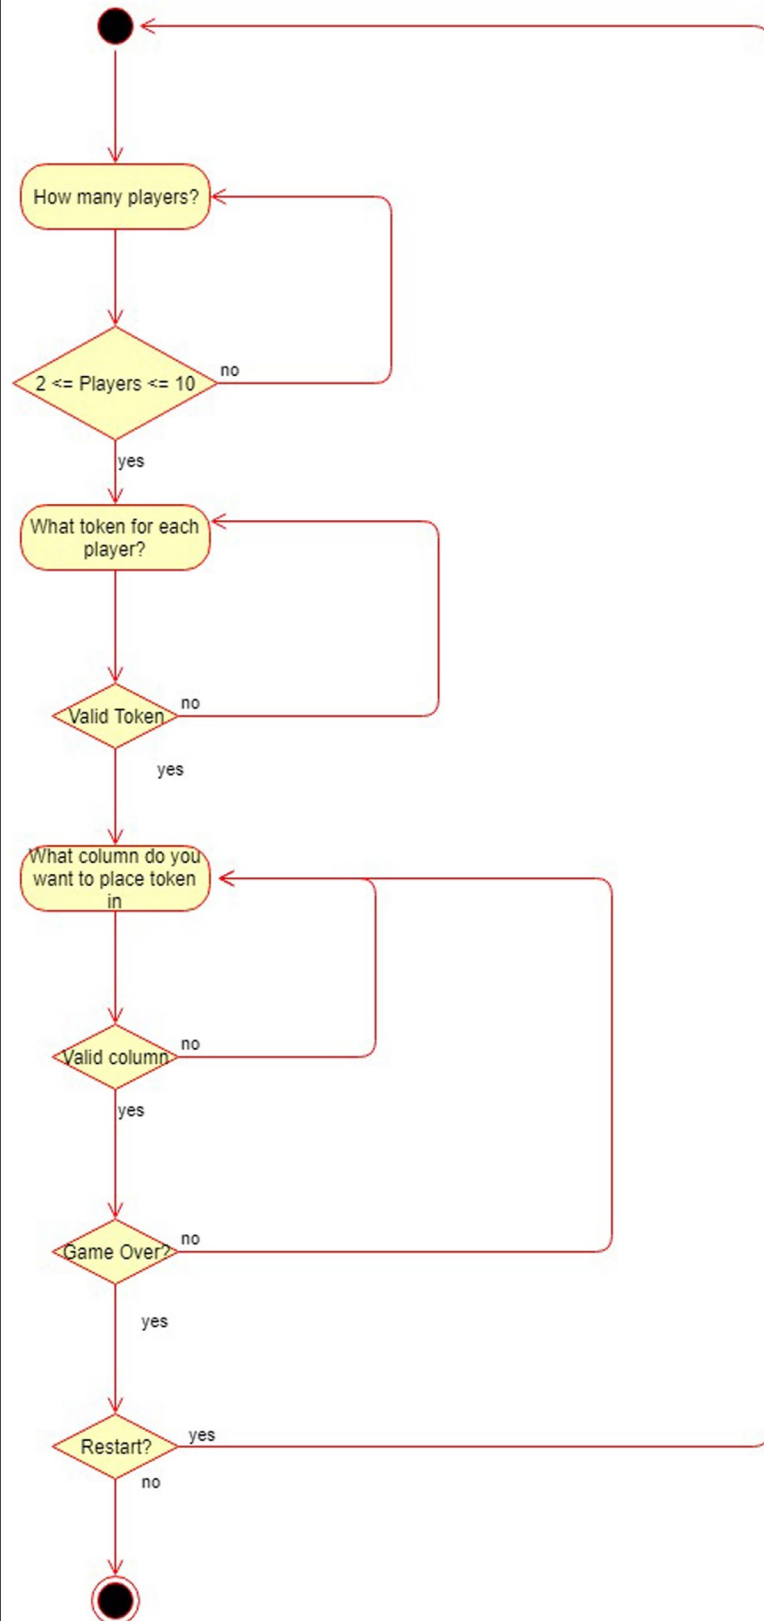 How many players?
2 <= Players <= 10
no
yes
What token for each
player?
Valid Token
no
yes
What column do you
want to place token
in
Valid column
no
yes
Game Over?
no
yes
Restart?
yes
no